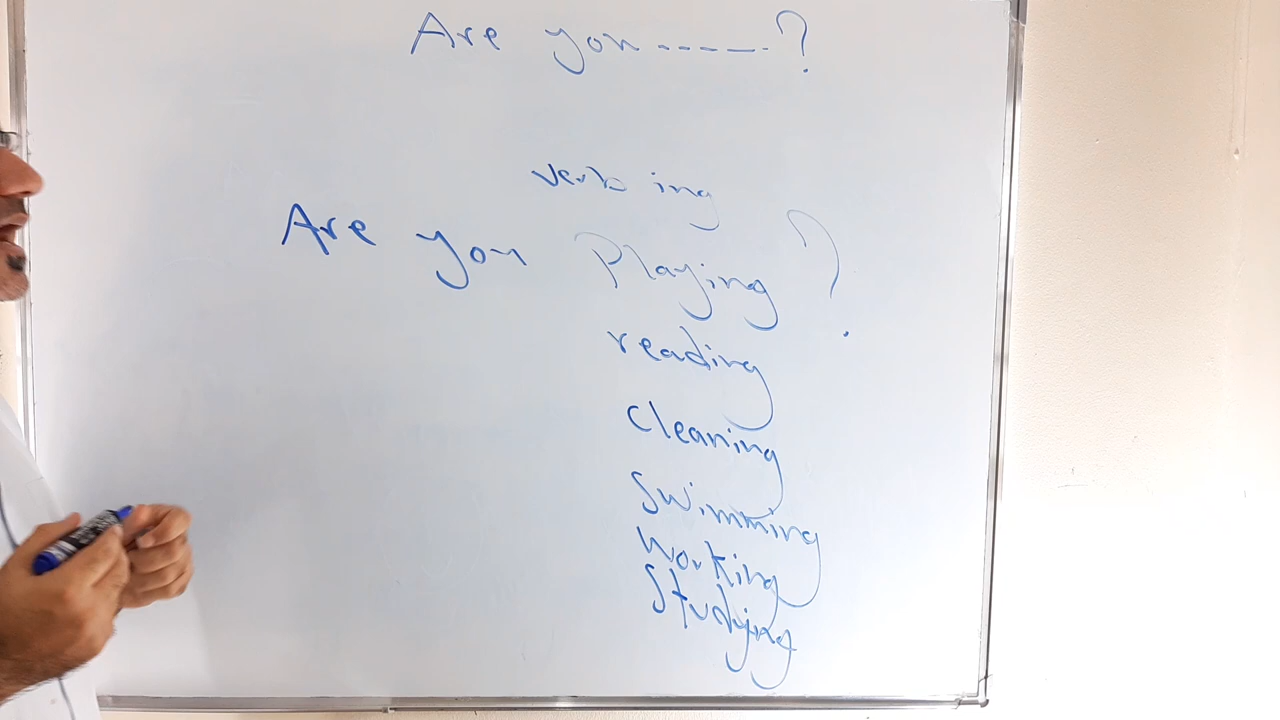 Are you ------?
verb ing
Are you Playing ?
reading
Cleaning
Swimming
Working
Studying